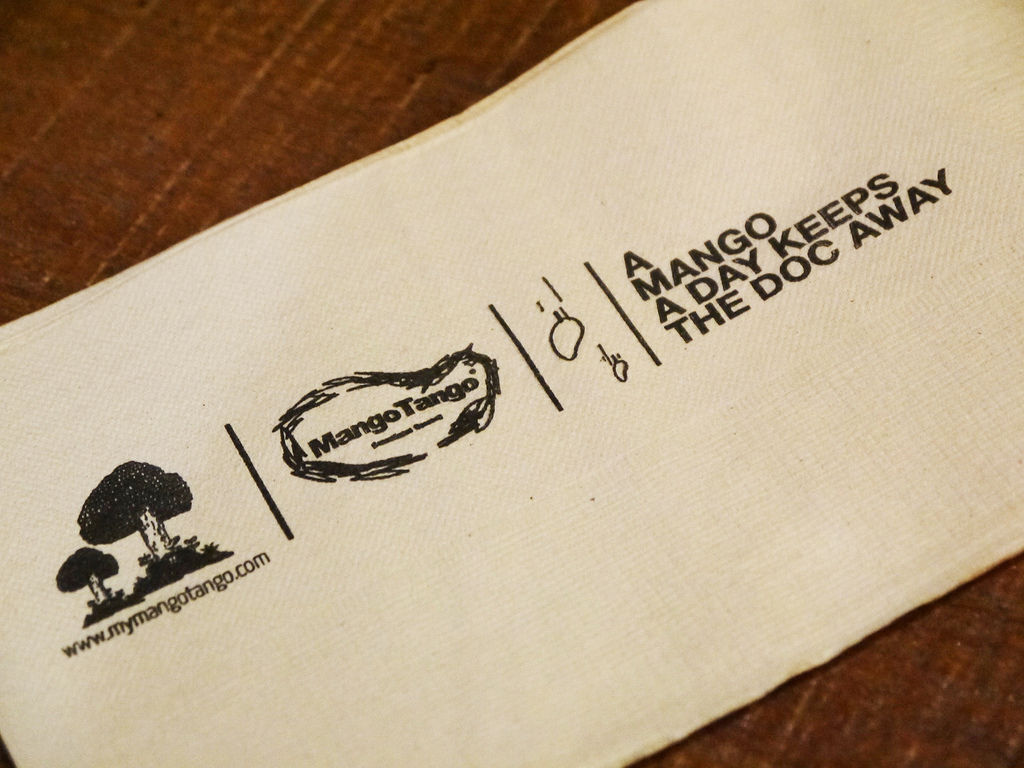 www.mymangotango.com
MangoTango
A
MANGO
A DAY KEEPS
THE DOC AWAY